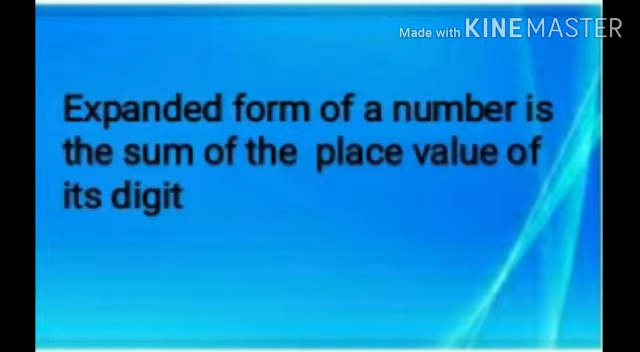 Made with KINEMASTER
Expanded form of a number is
the sum of the place value of
its digit